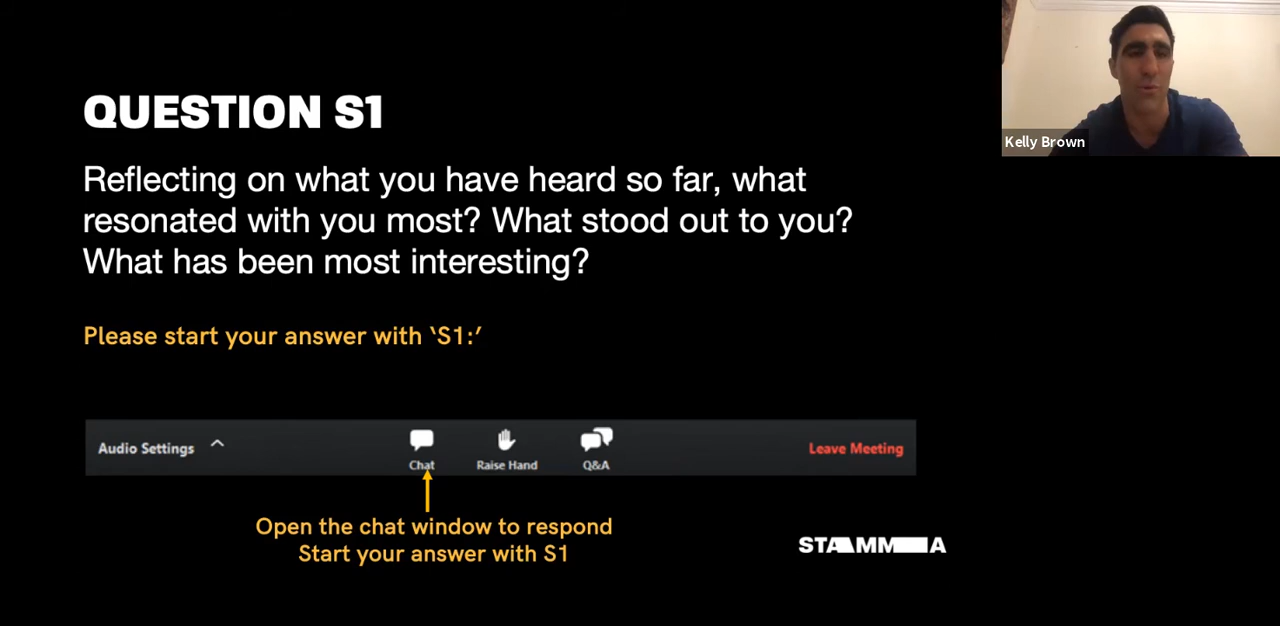 QUESTION S1
Reflecting on what you have heard so far, what
resonated with you most? What stood out to you?
What has been most interesting?
Please start your answer with ‘S1:’
Audio Settings
Chat
Raise Hand
Q&A
Leave Meeting
Open the chat window to respond
Start your answer with S1
STAMMA
Kelly Brown